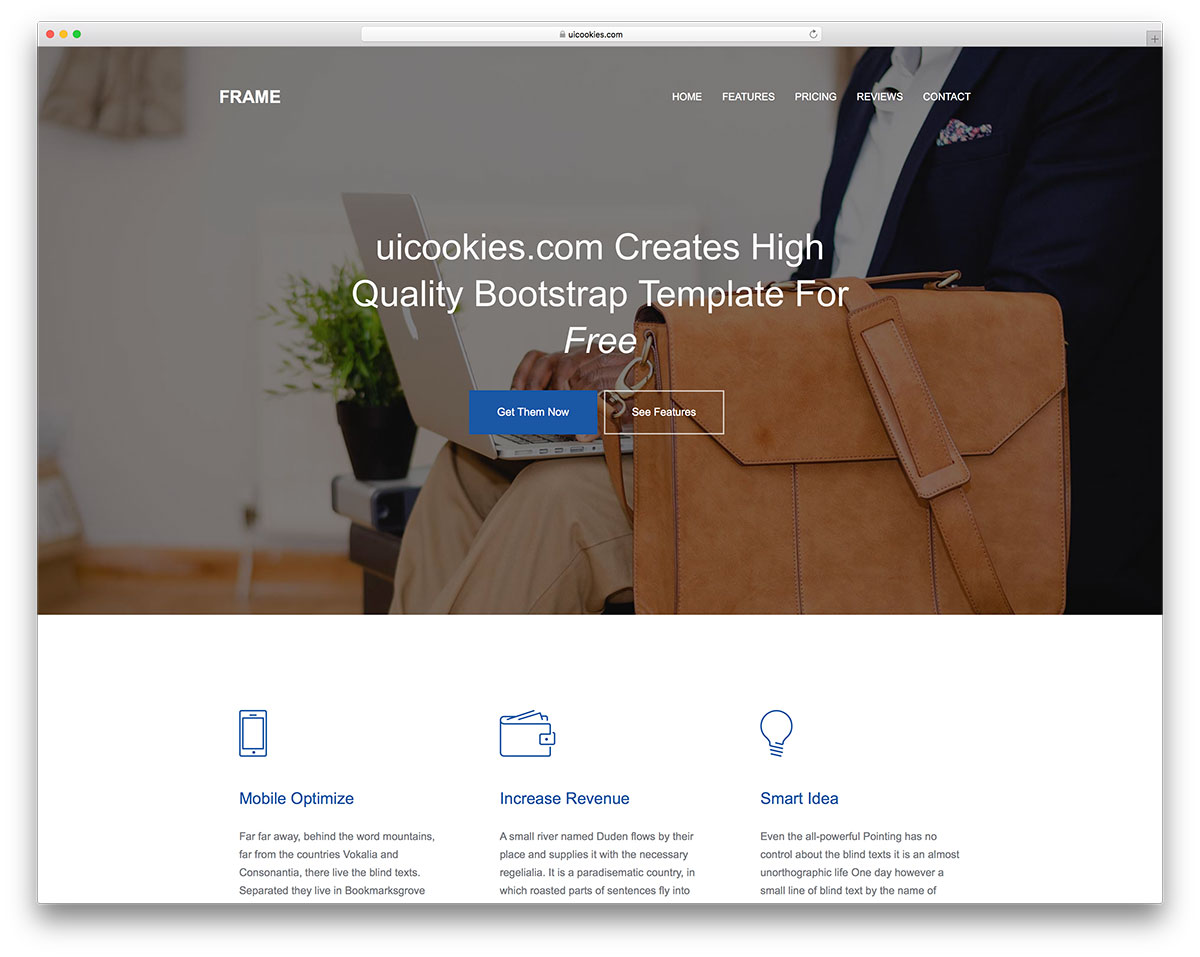 uicookies.com
FRAME
HOME FEATURES PRICING REVIEWS CONTACT
uicookies.com Creates High
Quality Bootstrap Template For
Free
Get Them Now
See Features
Mobile Optimize
Far far away, behind the word mountains,
far from the countries Vokalia and
Consonantia, there live the blind texts.
Separated they live in Bookmarksgrove
Increase Revenue
A small river named Duden flows by their
place and supplies it with the necessary
regelialia. It is a paradisematic country, in
which roasted parts of sentences fly into
Smart Idea
Even the all-powerful Pointing has no
control about the blind texts it is an almost
unorthographic life One day however a
small line of blind text by the name of